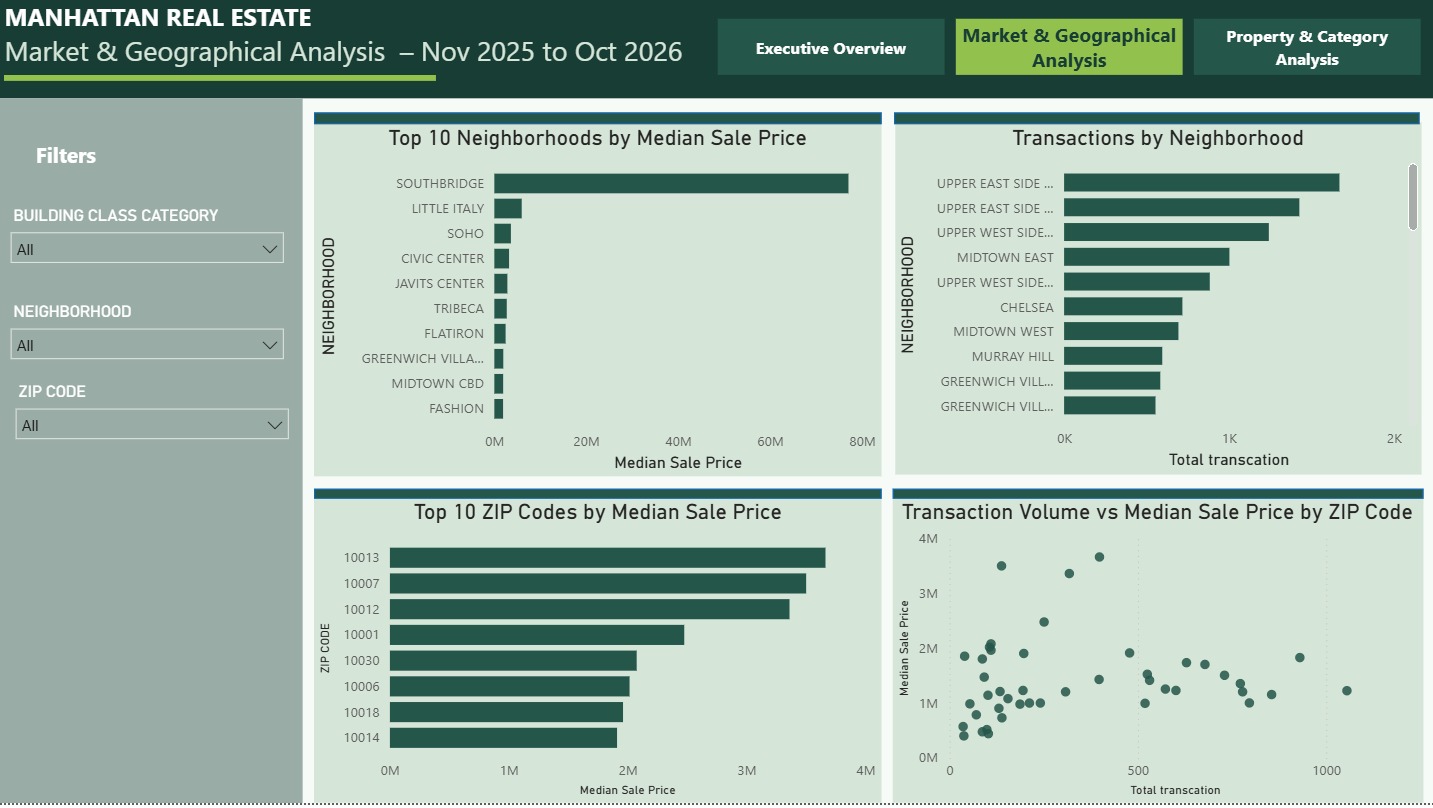 MANHATTAN REAL ESTATE
Market & Geographical Analysis – Nov 2025 to Oct 2026
Executive Overview
Market & Geographical
Analysis
Property & Category
Analysis
Filters
BUILDING CLASS CATEGORY
All
NEIGHBORHOOD
All
ZIP CODE
All
Top 10 Neighborhoods by Median Sale Price
NEIGHBORHOOD
SOUTHBRIDGE
LITTLE ITALY
SOHO
CIVIC CENTER
JAVITS CENTER
TRIBECA
FLATIRON
GREENWICH VILLA...
MIDTOWN CBD
FASHION
0M 20M 40M 60M 80M
Median Sale Price
Transactions by Neighborhood
NEIGHBORHOOD
UPPER EAST SIDE ...
UPPER EAST SIDE ...
UPPER WEST SIDE...
MIDTOWN EAST
UPPER WEST SIDE...
CHELSEA
MIDTOWN WEST
MURRAY HILL
GREENWICH VILL...
GREENWICH VILL...
0K 1K 2K
Total transcation
Top 10 ZIP Codes by Median Sale Price
ZIP CODE
10013
10007
10012
10001
10030
10006
10018
10014
0M 1M 2M 3M 4M
Median Sale Price
Transaction Volume vs Median Sale Price by ZIP Code
Median Sale Price
4M
3M
2M
1M
0M
0 500 1000
Total transcation